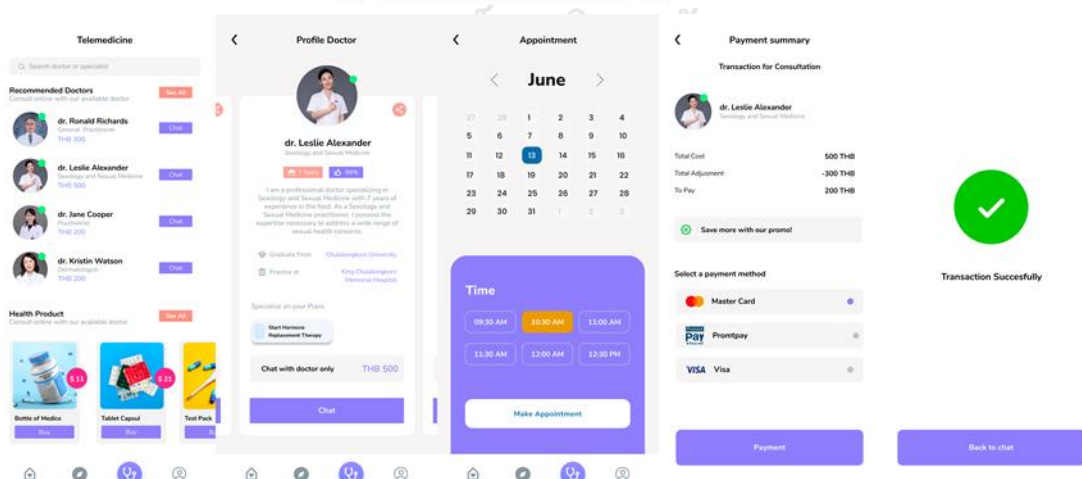 Telemedicine
Search doctor or specialist
Recommended Doctors
See All
Consult online with our available doctor
dr. Ronald Richards
General Practitioner
THB 300
Chat
dr. Leslie Alexander
Sexology and Sexual Medicine
THB 500
Chat
dr. Jane Cooper
THB 200
Chat
dr. Kristin Watson
Dermatologist
THB 200
Chat
Health Product
See All
Consult online with our available doctor
$ 11
$ 21
Bottle of Medice
Tablet Capsul
Test Pack
Buy
Buy
Profile Doctor
dr. Leslie Alexander
Sexology and Sexual Medicine
7 Years
99%
I am a professional doctor specializing in
Sexology and Sexual Medicine with 7 years of
experience in the field. As a Sexology and
Sexual Medicine practitioner, I possess the
expertise necessary to address a wide range of
sexual health concerns.
Graduate from
Chulalongkorn University
Practice at
King Chulalongkorn
Memorial Hospital
Specialize on your Plans
Start Hormone
Replacement Therapy
Chat with doctor only
THB 500
Chat
Appointment
June
27 28 1 2 3 4
5 6 7 8 9 10
11 12 13 14 15 16
17 18 19 20 21 22
23 24 25 26 27 28
29 30 31 1 2 3
Time
09:30 AM
10:30 AM
11:00 AM
11:30 AM
12:00 AM
12:30 PM
Make Appointment
Payment summary
Transaction for Consultation
dr. Leslie Alexander
Sexology and Sexual Medicine
Total Cost
500 THB
Total Adjusment
-300 THB
To Pay
200 THB
Save more with our promo!
Select a payment method
Master Card
Pay
Promtpay
VISA
Visa
Payment
Transaction Succesfully
Back to chat